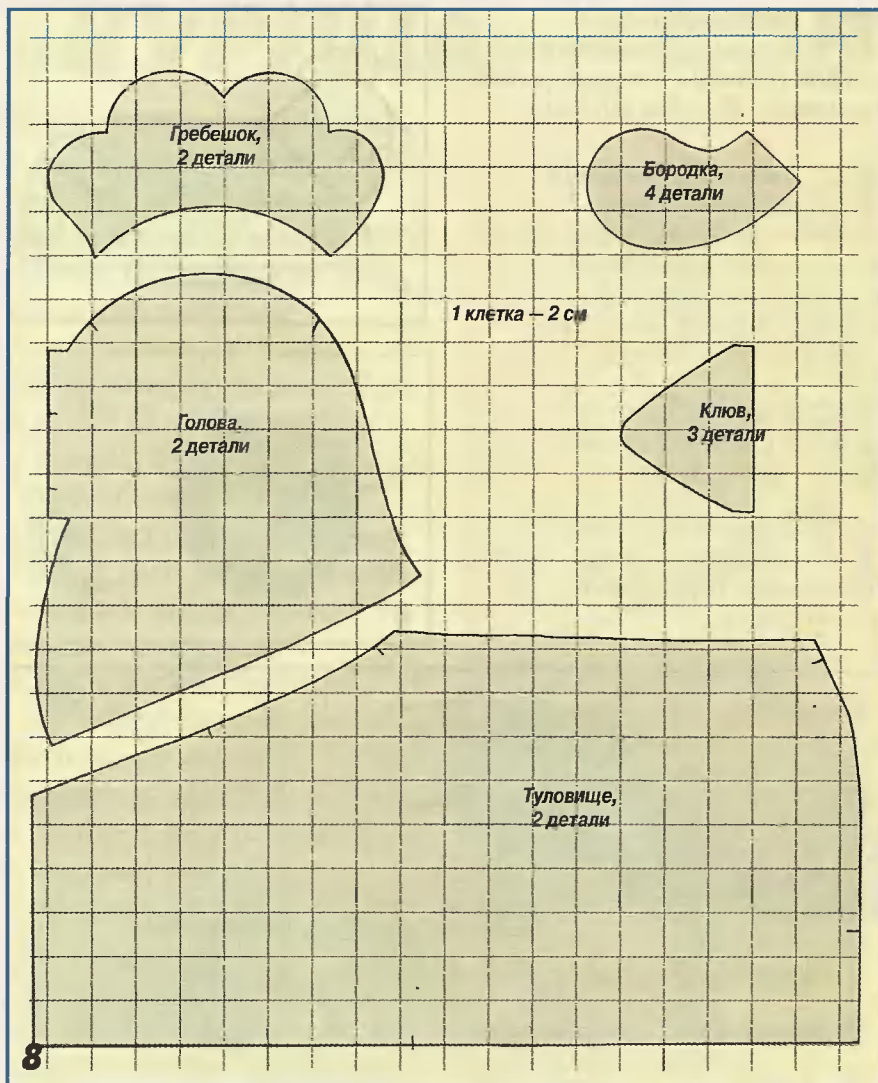 Гребешок,
2 детали
Бородка,
4 детали
1 клетка – 2 см
Голова.
2 детали
Клюв,
3 детали
Туловище,
2 детали
8